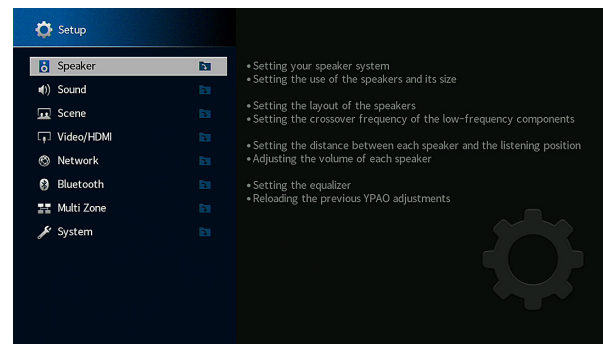 Setup
Speaker
Sound
Scene
Video/HDMI
Network
Bluetooth
Multi Zone
System
•Setting your speaker system
•Setting the use of the speakers and its size
•Setting the layout of the speakers
•Setting the crossover frequency of the low-frequency components
•Setting the distance between each speaker and the listening position
•Adjusting the volume of each speaker
•Setting the equalizer
•Reloading the previous YPAO adjustments